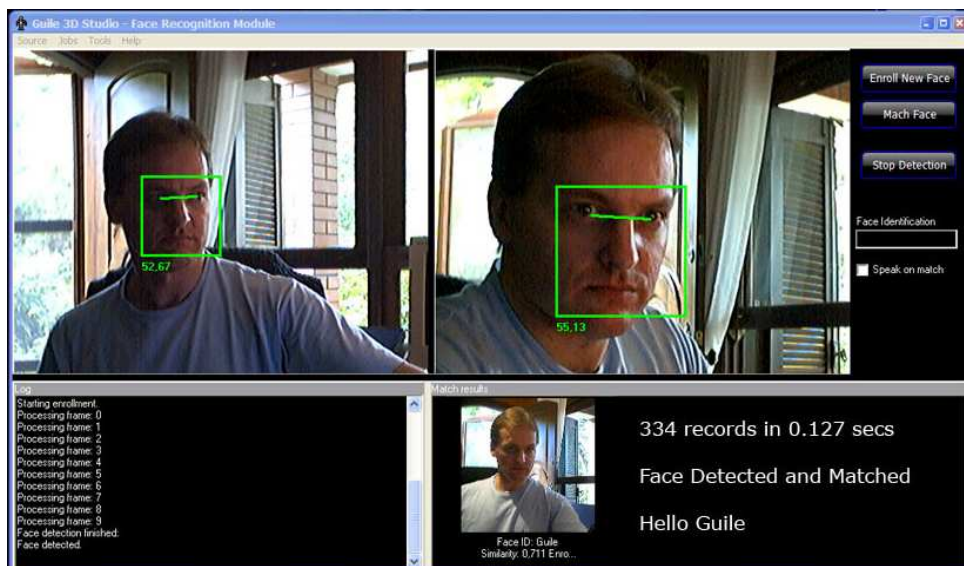 Guile 3D Studio - Face Recognition Module
Source Jobs Tools Help
Enroll New Face
Mach Face
Stop Detection
Face Identification
Speak on match
52,67
55,13
Log
Starting enrollment.
Processing frame: 0
Processing frame: 1
Processing frame: 2
Processing frame: 3
Processing frame: 4
Processing frame: 5
Processing frame: 6
Processing frame: 7
Processing frame: 8
Processing frame: 9
Face detection finished.
Face detected.
Match results
Face ID: Guile
Similarity: 0,711 Enro...
334 records in 0.127 secs
Face Detected and Matched
Hello Guile